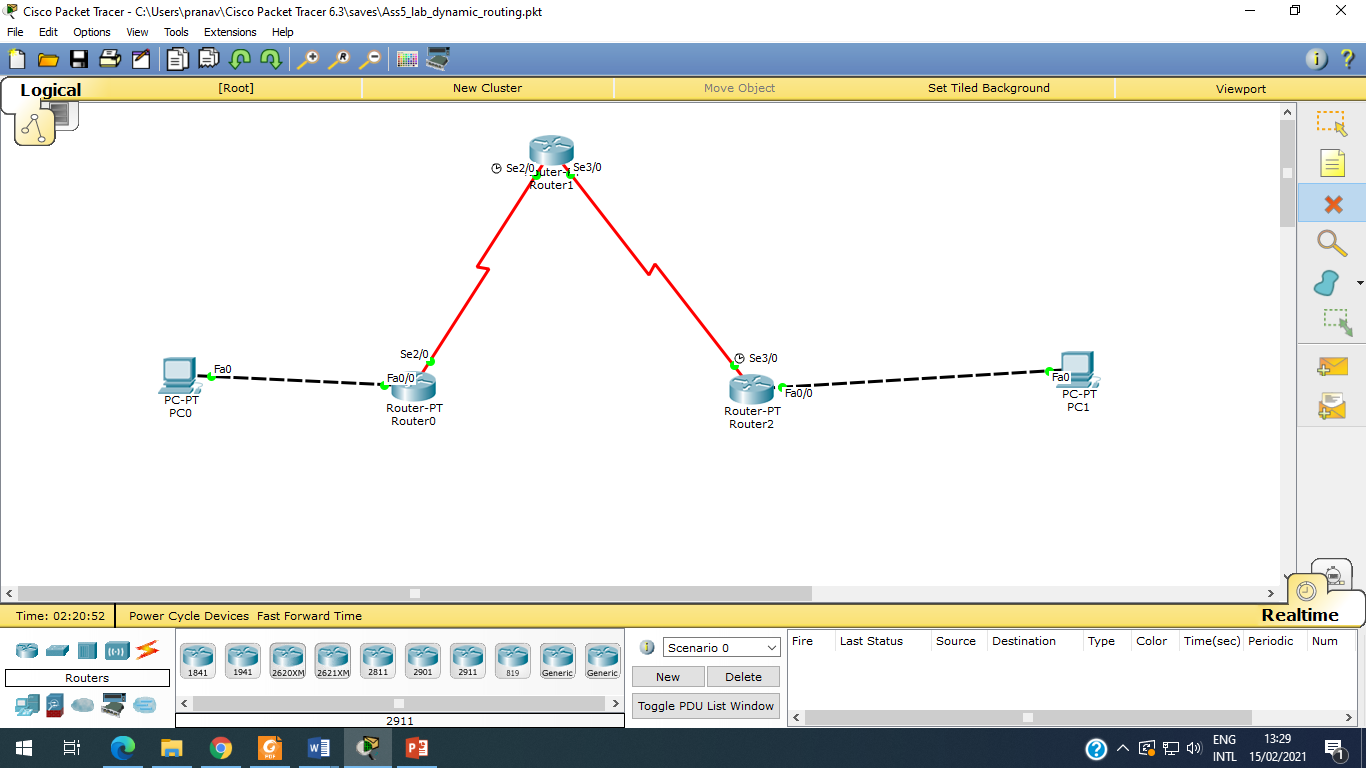 Cisco Packet Tracer - C:\Users\pranav\Cisco Packet Tracer 6.3\saves\Ass5_lab_dynamic_routing.pkt
File Edit Options View Tools Extensions Help
Logical [Root] New Cluster Move Object Set Tiled Background Viewport
Se2/0 Se3/0
Router1
Se2/0 Se3/0
Fa0 Fa0/0 Fa0/0 Fa0
PC-PT Router-PT Router-PT PC-PT
PC0 Router0 Router2 PC1
Time: 02:20:52 Power Cycle Devices Fast Forward Time Realtime
Routers
1841 1941 2620XM 2621XM 2811 2901 2911 819 Generic Generic
2911
Scenario 0
New Delete
Toggle PDU List Window
Fire Last Status Source Destination Type Color Time(sec) Periodic Num
PDF
ENG 13:29
INTL 15/02/2021 1